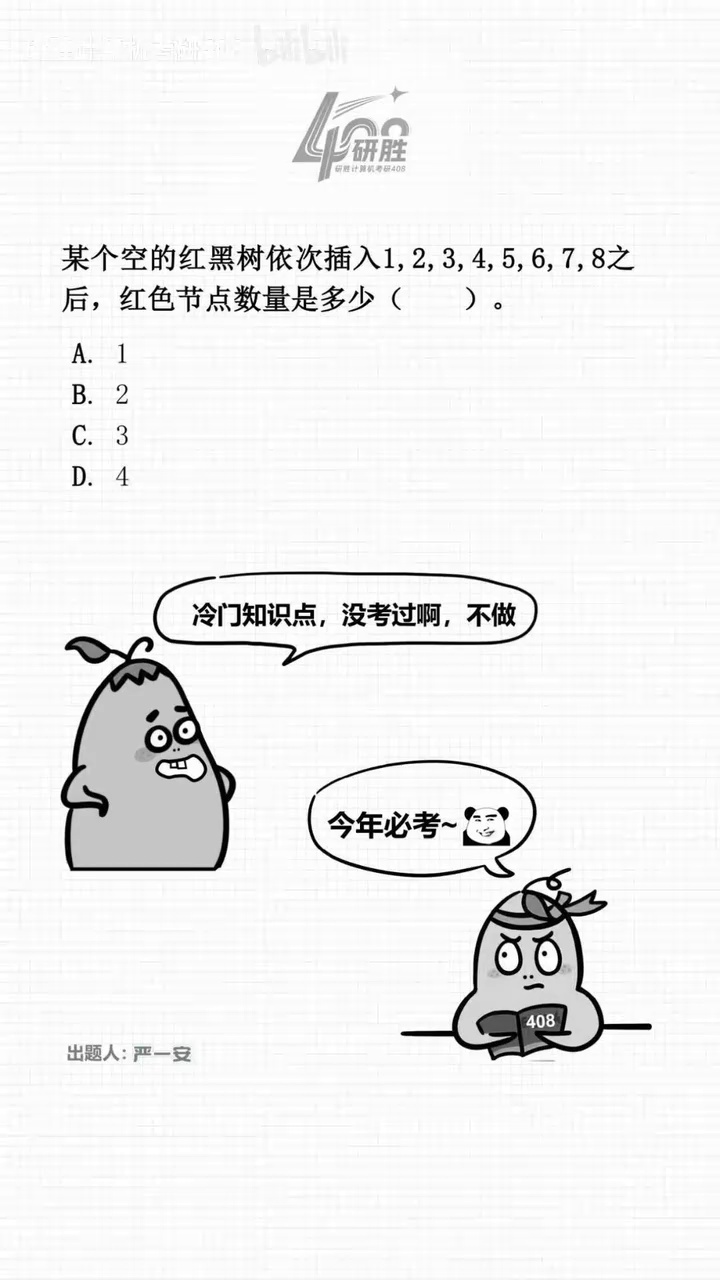 bilibili
408
研胜
研胜计算机考研408
某个空的红黑树依次插入1,2,3,4,5,6,7,8之
后，红色节点数量是多少（　　）。
A. 1
B. 2
C. 3
D. 4
冷门知识点，没考过啊，不做
今年必考~
408
出题人：严一安